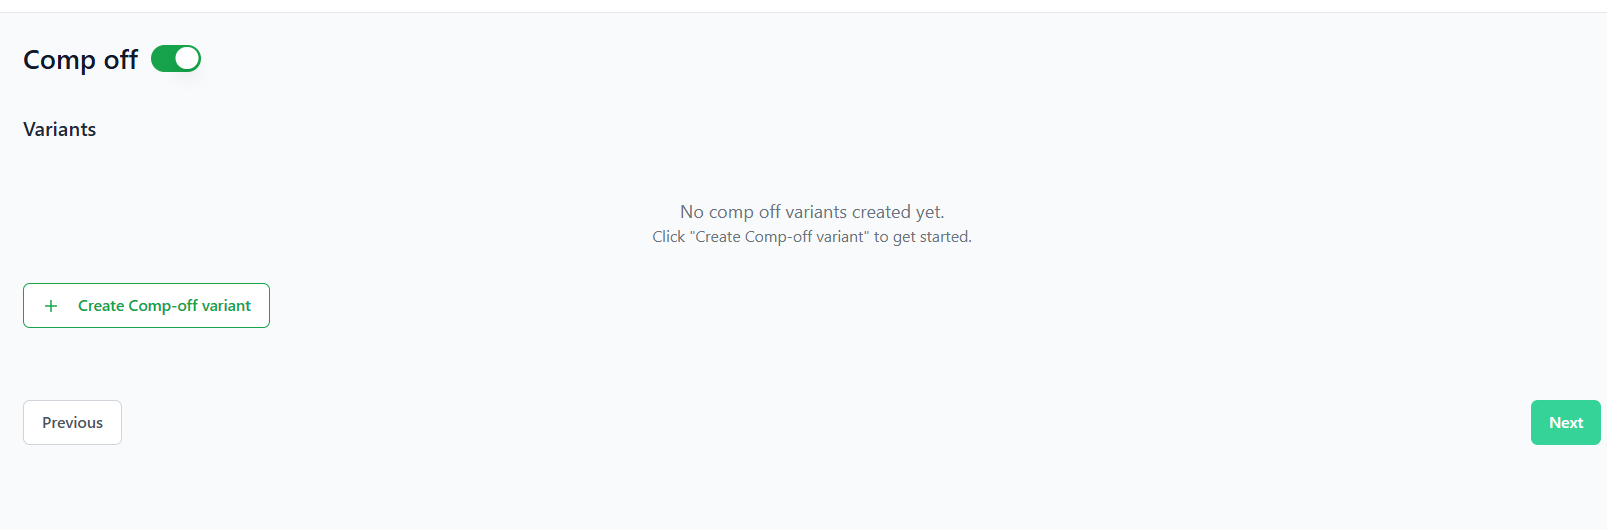 Comp off
Variants
No comp off variants created yet.
Click "Create Comp-off variant" to get started.
+ Create Comp-off variant
Previous
Next